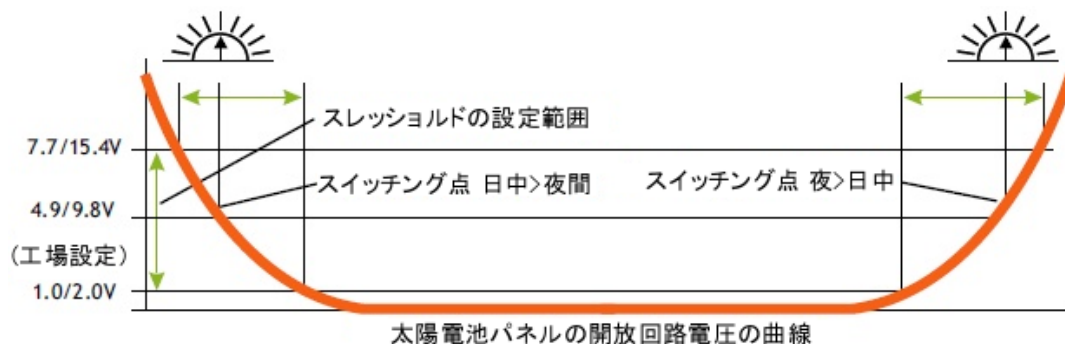 スレッショルドの設定範囲
7.7/15.4V
スイッチング点 日中>夜間
スイッチング点 夜>日中
4.9/9.8V
(工場設定)
1.0/2.0V
太陽電池パネルの開放回路電圧の曲線